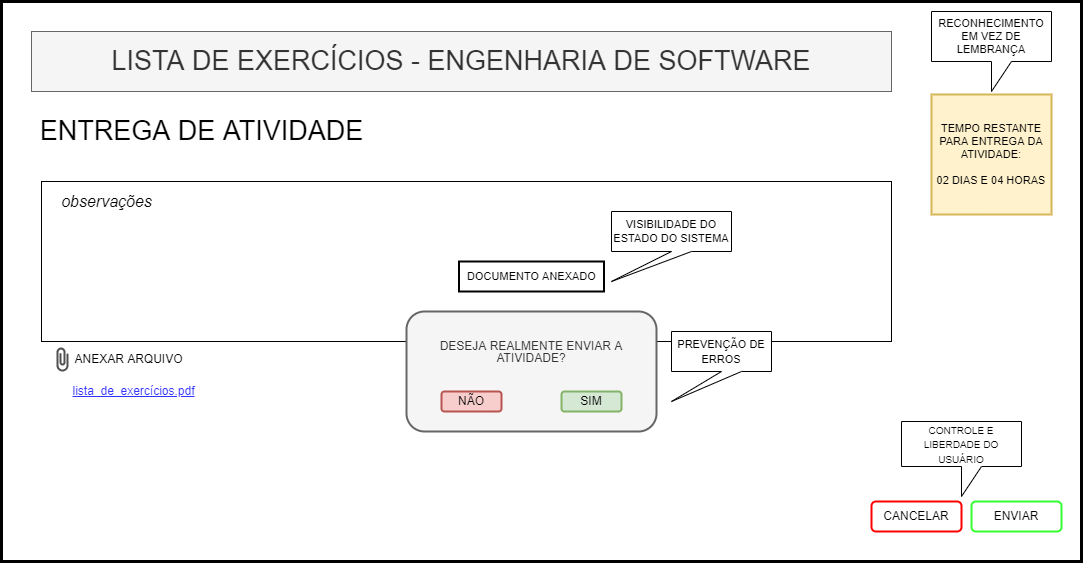 RECONHECIMENTO
EM VEZ DE
LEMBRANÇA
LISTA DE EXERCÍCIOS - ENGENHARIA DE SOFTWARE
ENTREGA DE ATIVIDADE
TEMPO RESTANTE
PARA ENTREGA DA
ATIVIDADE:
02 DIAS E 04 HORAS
observações
VISIBILIDADE DO
ESTADO DO SISTEMA
DOCUMENTO ANEXADO
DESEJA REALMENTE ENVIAR A
ATIVIDADE?
NÃO
SIM
PREVENÇÃO DE
ERROS
ANEXAR ARQUIVO
lista_de_exercícios.pdf
CONTROLE E
LIBERDADE DO
USUÁRIO
CANCELAR
ENVIAR